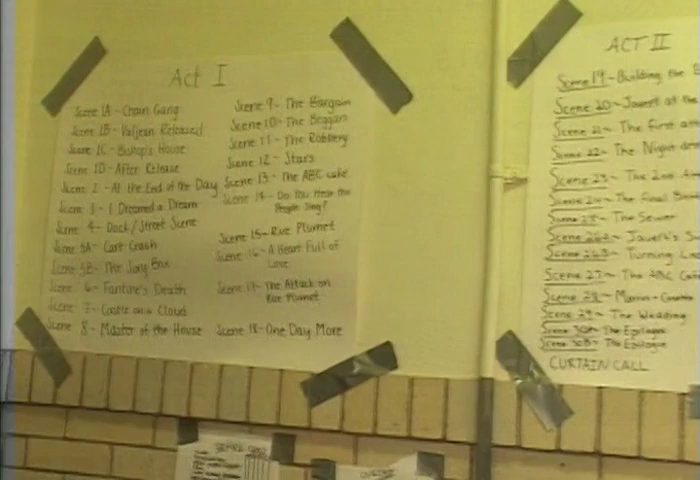 Act I
Scene 1A - Chain Gang
Scene 1B - Valjean Released
Scene 1C - Bishop's House
Scene 1D - After Release
Scene 2 - At the End of the Day
Scene 3 - I Dreamed a Dream
Scene 4 - Dock/Street Scene
Scene 5A - Cart Crash
Scene 5B - The Jury Box
Scene 6 - Fantine's Death
Scene 7 - Castle on a Cloud
Scene 8 - Master of the House
Scene 9 - The Bargain
Scene 10 - The Beggars
Scene 11 - The Robbery
Scene 12 - Stars
Scene 13 - The ABC cafe
Scene 14 - Do You Hear the
People Sing?
Scene 15 - Rue Plumet
Scene 16 - A Heart Full of
Love
Scene 17 - The Attack on
Rue Plumet
Scene 18 - One Day More
ACT II
Scene 19 - Building the
Scene 20 - Javert at the
Scene 21 - The first att
Scene 22 - The Night
Scene 23 - The 2nd
Scene 24 - The Final
Scene 25 - The Sewer
Scene 26A - Javert's Su
Scene 26B - Turning
Scene 27 - The ABC Caf
Scene 28 - Marius + Cosette
Scene 29 - The Wedding
Scene 30A - The Epilogue
Scene 30B - The Epilogue
CURTAIN CALL